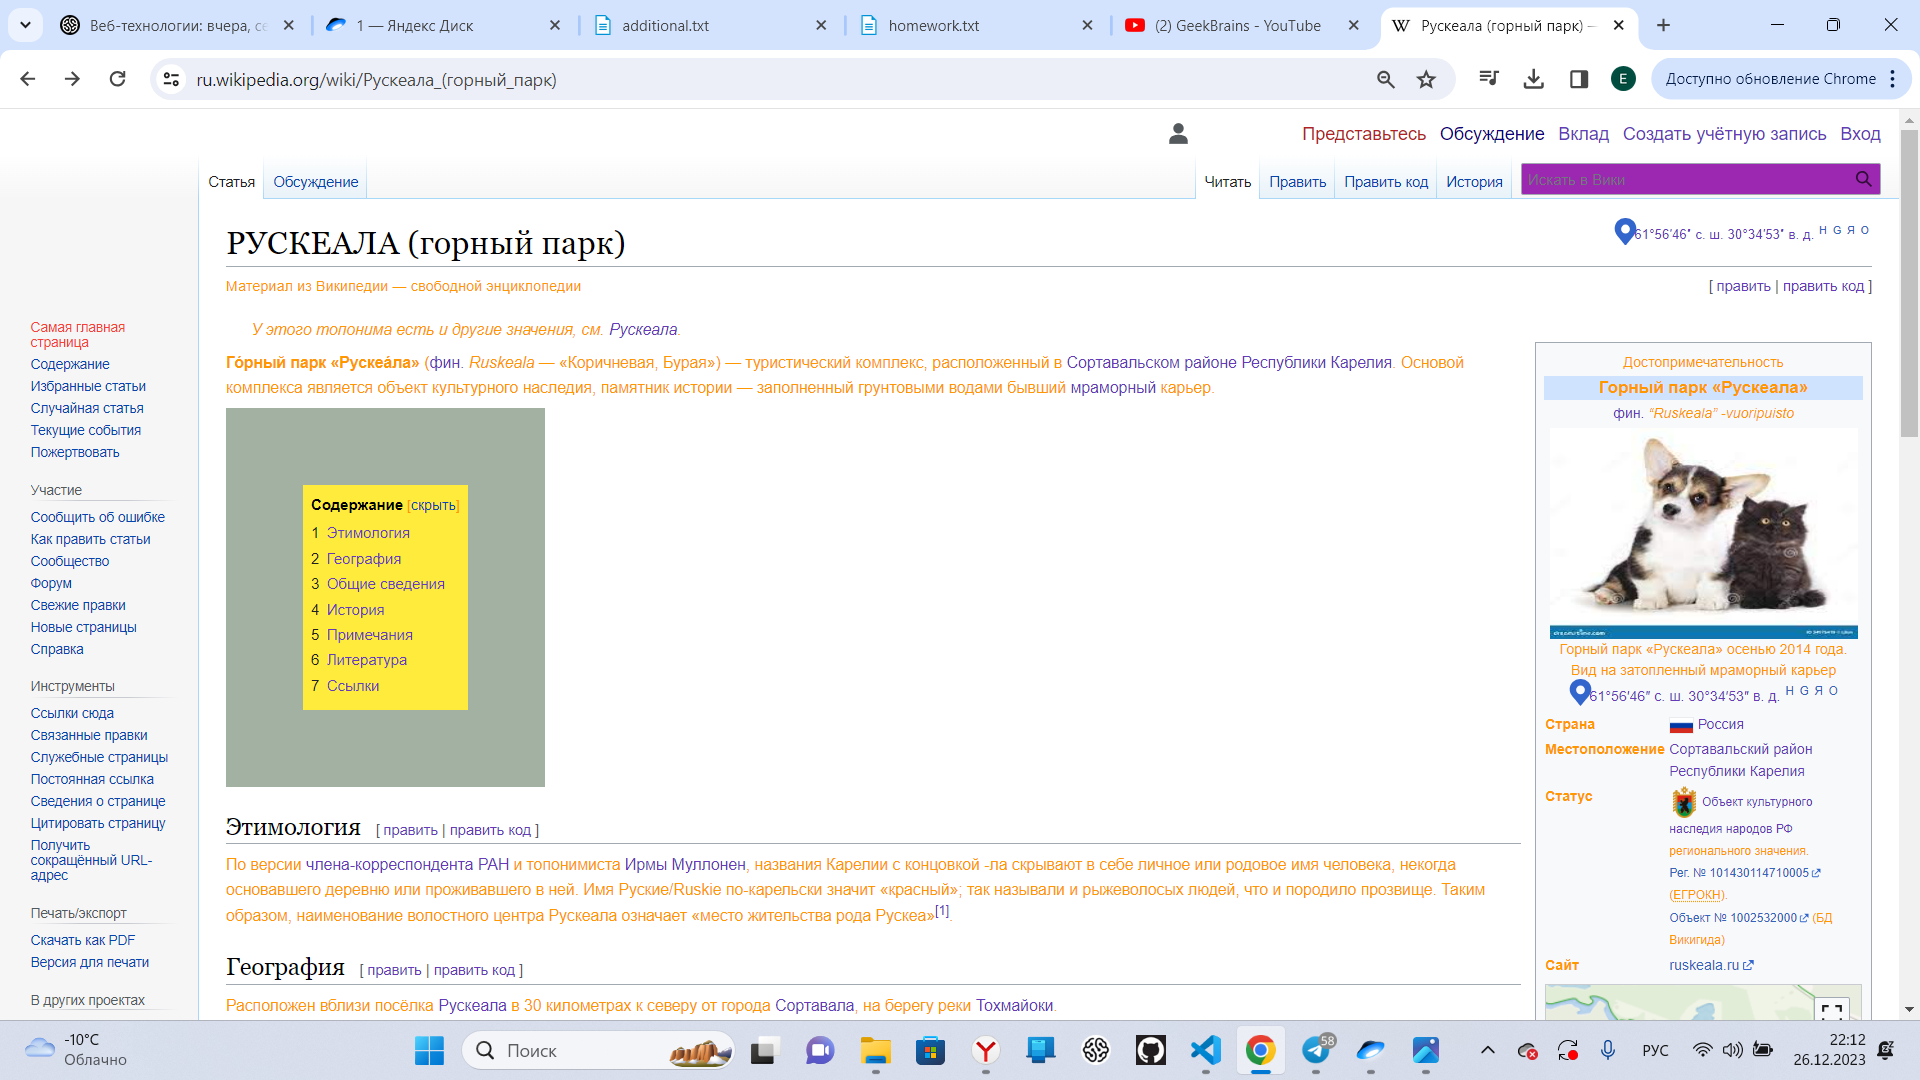 Веб-технологии: вчера, се
1 — Яндекс Диск
additional.txt
homework.txt
(2) GeekBrains - YouTube
Рускеала (горный парк) –
ru.wikipedia.org/wiki/Рускеала_(горный_парк)
E
Доступно обновление Chrome
Представьтесь Обсуждение Вклад Создать учётную запись Вход
Статья Обсуждение
Читать Править Править код История
Искать в Вики
РУСКЕАЛА (горный парк)
61°56′46″ с. ш. 30°34′53″ в. д. H G Я O
Материал из Википедии — свободной энциклопедии
[ править | править код ]
У этого топонима есть и другие значения, см. Рускеала.
Го́рный парк «Рускеа́ла» (фин. Ruskeala — «Коричневая, Бурая») — туристический комплекс, расположенный в Сортавальском районе Республики Карелия. Основой
комплекса является объект культурного наследия, памятник истории — заполненный грунтовыми водами бывший мраморный карьер.
Содержание [скрыть]
1 Этимология
2 География
3 Общие сведения
4 История
5 Примечания
6 Литература
7 Ссылки
Этимология [ править | править код ]
По версии члена-корреспондента РАН и топонимиста Ирмы Муллонен, названия Карелии с концовкой -ла скрывают в себе личное или родовое имя человека, некогда
основавшего деревню или проживавшего в ней. Имя Руские/Ruskie по-карельски значит «красный»; так называли и рыжеволосых людей, что и породило прозвище. Таким
образом, наименование волостного центра Рускеала означает «место жительства рода Рускеа»[1].
География [ править | править код ]
Расположен вблизи посёлка Рускеала в 30 километрах к северу от города Сортавала, на берегу реки Тохмайоки.
Самая главная
страница
Содержание
Избранные статьи
Случайная статья
Текущие события
Пожертвовать
Участие
Сообщить об ошибке
Как править статьи
Сообщество
Форум
Свежие правки
Новые страницы
Справка
Инструменты
Ссылки сюда
Связанные правки
Служебные страницы
Постоянная ссылка
Сведения о странице
Цитировать страницу
Получить
сокращённый URL-
адрес
Печать/экспорт
Скачать как PDF
Версия для печати
В других проектах
Достопримечательность
Горный парк «Рускеала»
фин. “Ruskeala” -vuoripuisto
dreamstime.com
Горный парк «Рускеала» осенью 2014 года.
Вид на затопленный мраморный карьер
61°56′46″ с. ш. 30°34′53″ в. д. H G Я O
Страна Россия
Местоположение Сортавальский район
Республики Карелия
Статус Объект культурного
наследия народов РФ
регионального значения.
Рег. № 101430114710005
(ЕГРОКН).
Объект № 1002532000 (БД
Викигида)
Сайт ruskeala.ru
-10°C
Облачно
Поиск
58
РУС
22:12
26.12.2023